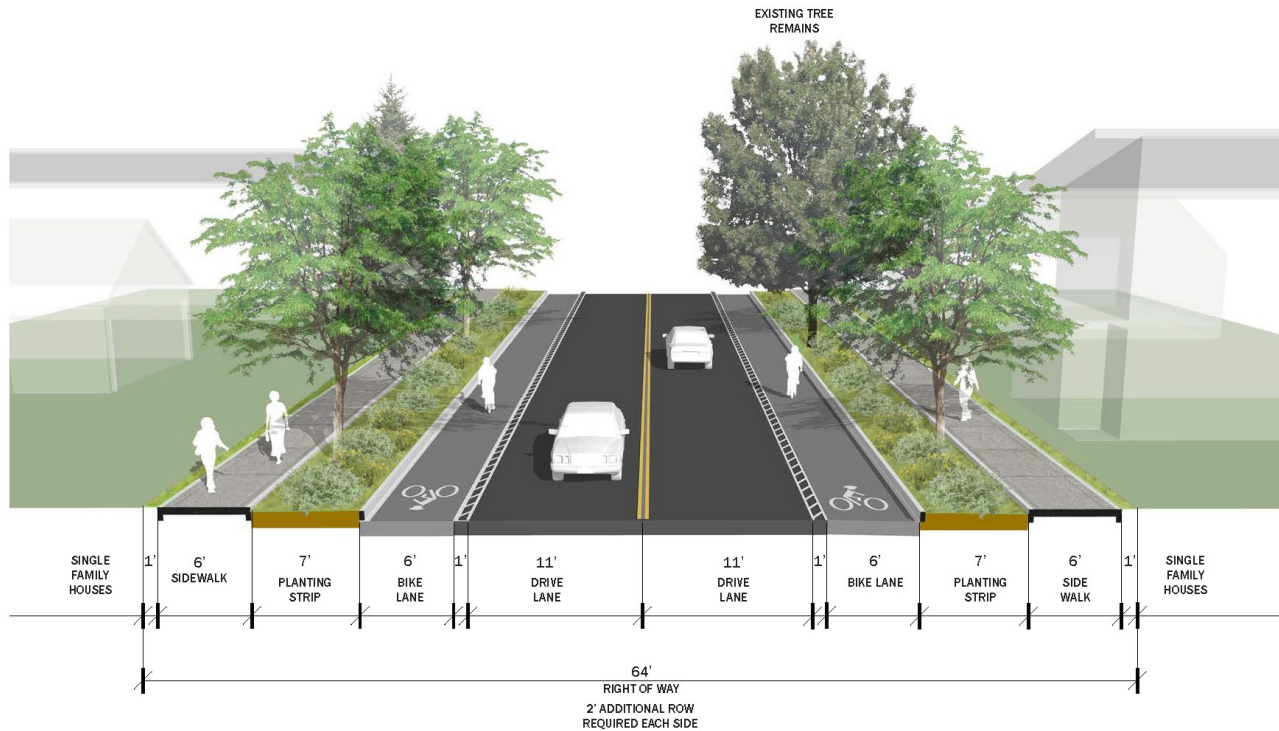 EXISTING TREE
REMAINS
SINGLE
FAMILY
HOUSES
1'
6'
SIDEWALK
7'
PLANTING
STRIP
6'
BIKE
LANE
1'
11'
DRIVE
LANE
11'
DRIVE
LANE
1'
6'
BIKE LANE
7'
PLANTING
STRIP
6'
SIDE
WALK
1'
SINGLE
FAMILY
HOUSES
64'
RIGHT OF WAY
2' ADDITIONAL ROW
REQUIRED EACH SIDE